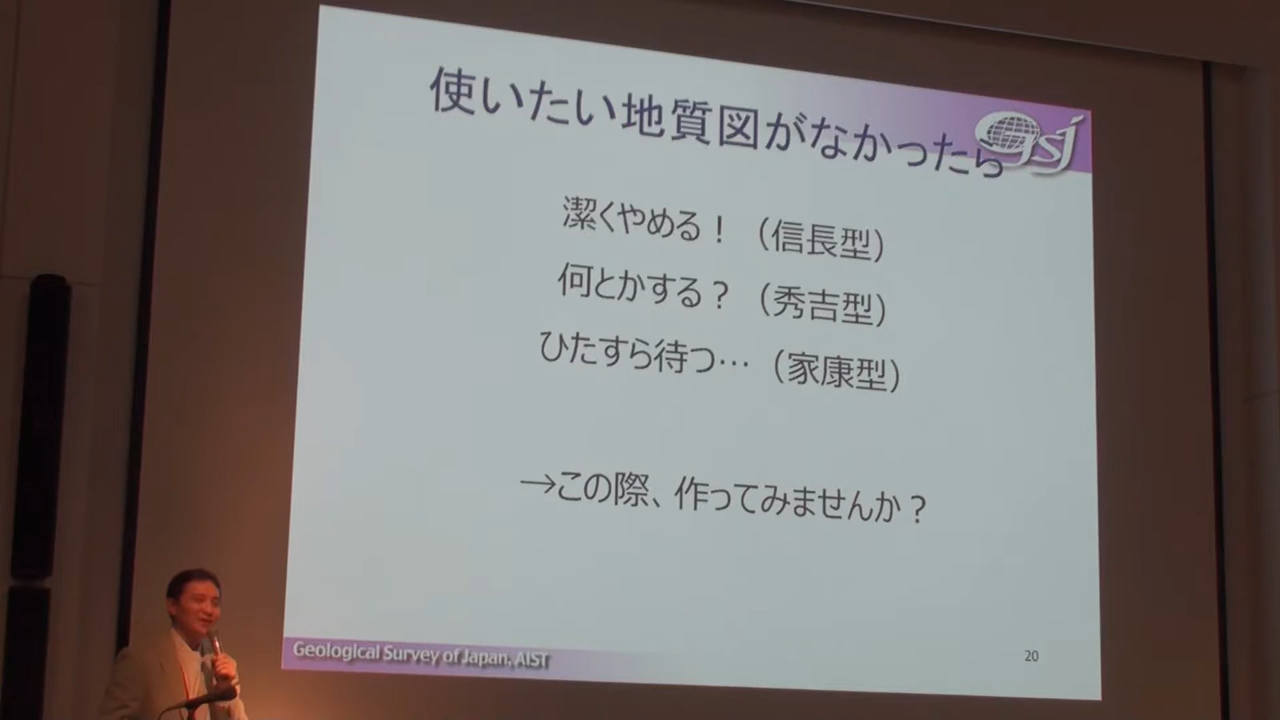 使いたい地質図がなかったら
GSJ
潔くやめる！（信長型）
何とかする？（秀吉型）
ひたすら待つ…（家康型）
→この際、作ってみませんか？
Geological Survey of Japan, AIST
20